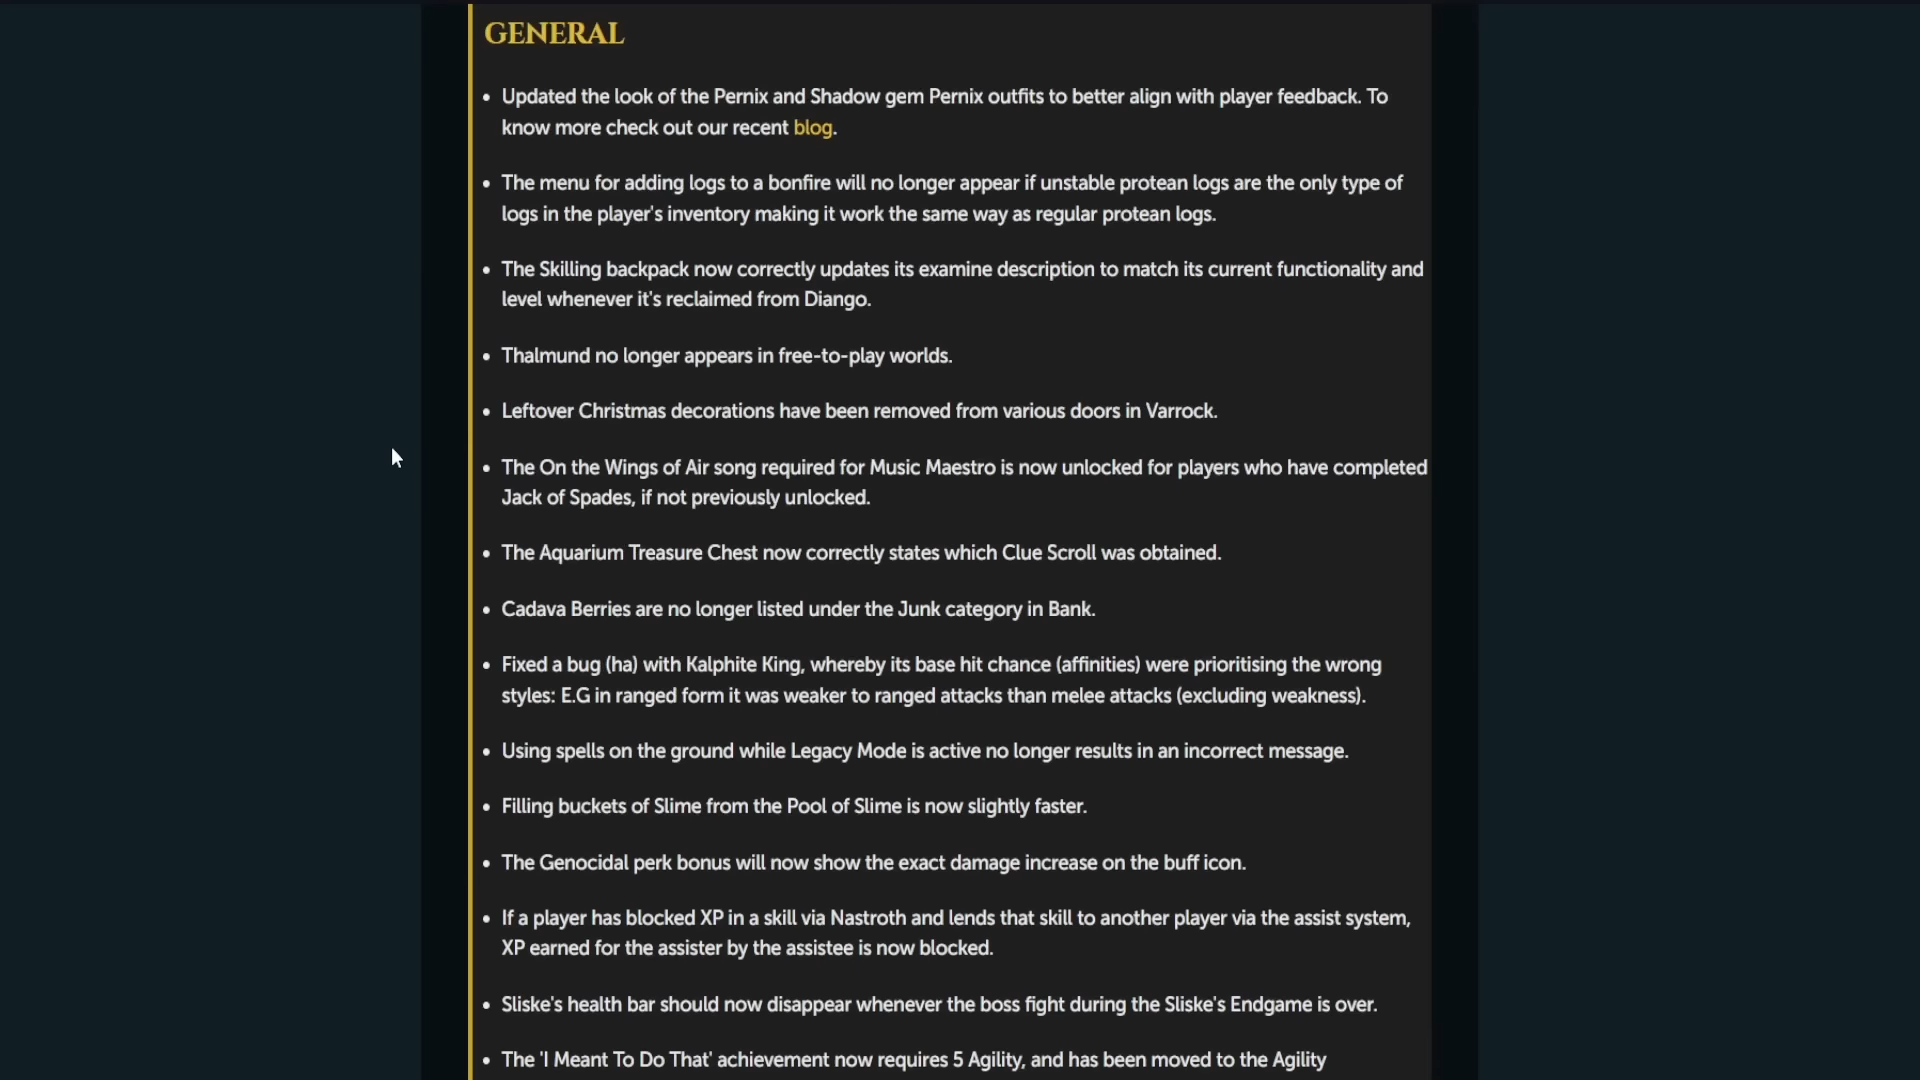 GENERAL
• Updated the look of the Pernix and Shadow gem Pernix outfits to better align with player feedback. To
know more check out our recent blog.
• The menu for adding logs to a bonfire will no longer appear if unstable protean logs are the only type of
logs in the player's inventory making it work the same way as regular protean logs.
• The Skilling backpack now correctly updates its examine description to match its current functionality and
level whenever it's reclaimed from Diango.
• Thalmund no longer appears in free-to-play worlds.
• Leftover Christmas decorations have been removed from various doors in Varrock.
• The On the Wings of Air song required for Music Maestro is now unlocked for players who have completed
Jack of Spades, if not previously unlocked.
• The Aquarium Treasure Chest now correctly states which Clue Scroll was obtained.
• Cadava Berries are no longer listed under the Junk category in Bank.
• Fixed a bug (ha) with Kalphite King, whereby its base hit chance (affinities) were prioritising the wrong
styles: E.G in ranged form it was weaker to ranged attacks than melee attacks (excluding weakness).
• Using spells on the ground while Legacy Mode is active no longer results in an incorrect message.
• Filling buckets of Slime from the Pool of Slime is now slightly faster.
• The Genocidal perk bonus will now show the exact damage increase on the buff icon.
• If a player has blocked XP in a skill via Nastroth and lends that skill to another player via the assist system,
XP earned for the assister by the assistee is now blocked.
• Sliske's health bar should now disappear whenever the boss fight during the Sliske's Endgame is over.
• The 'I Meant To Do That' achievement now requires 5 Agility, and has been moved to the Agility